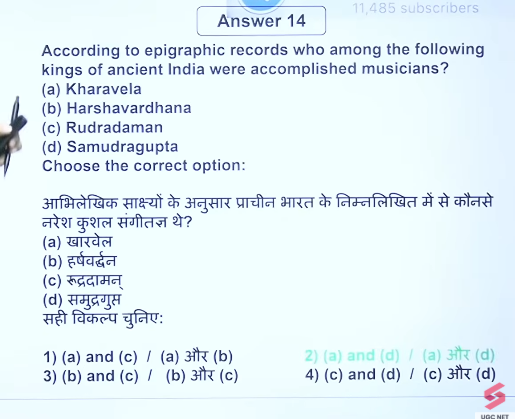 11,485 subscribers
Answer 14
According to epigraphic records who among the following
kings of ancient India were accomplished musicians?
(a) Kharavela
(b) Harshavardhana
(c) Rudradaman
(d) Samudragupta
Choose the correct option:
आभिलेखिक साक्ष्यों के अनुसार प्राचीन भारत के निम्नलिखित में से कौनसे
नरेश कुशल संगीतज्ञ थे?
(a) खारवेल
(b) हर्षवर्द्धन
(c) रूद्रदामन्
(d) समुद्रगुप्त
सही विकल्प चुनिए:
1) (a) and (c) / (a) और (b) 2) (a) and (d) / (a) और (d)
3) (b) and (c) / (b) और (c) 4) (c) and (d) / (c) और (d)
UGC NET